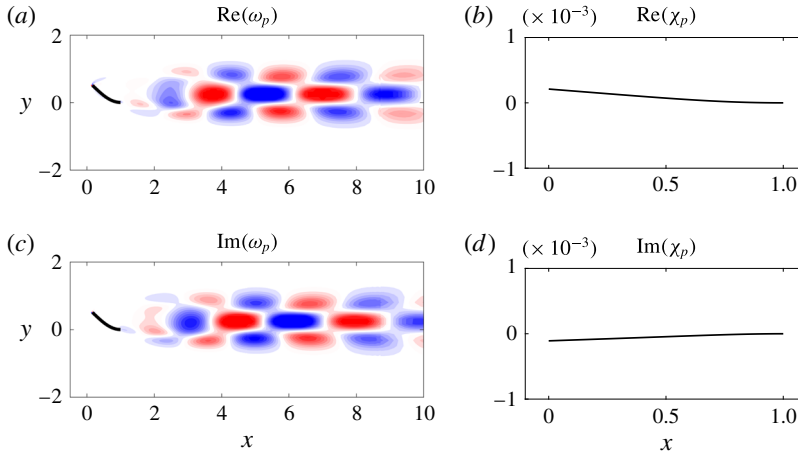 (a) Re(ωₚ)
2
y 0
−2
0 2 4 6 8 10
(b) (× 10⁻³) Re(χₚ)
1
0
−1
0 0.5 1.0
(c) Im(ωₚ)
2
y 0
−2
0 2 4 6 8 10
x
(d) (× 10⁻³) Im(χₚ)
1
0
−1
0 0.5 1.0
x